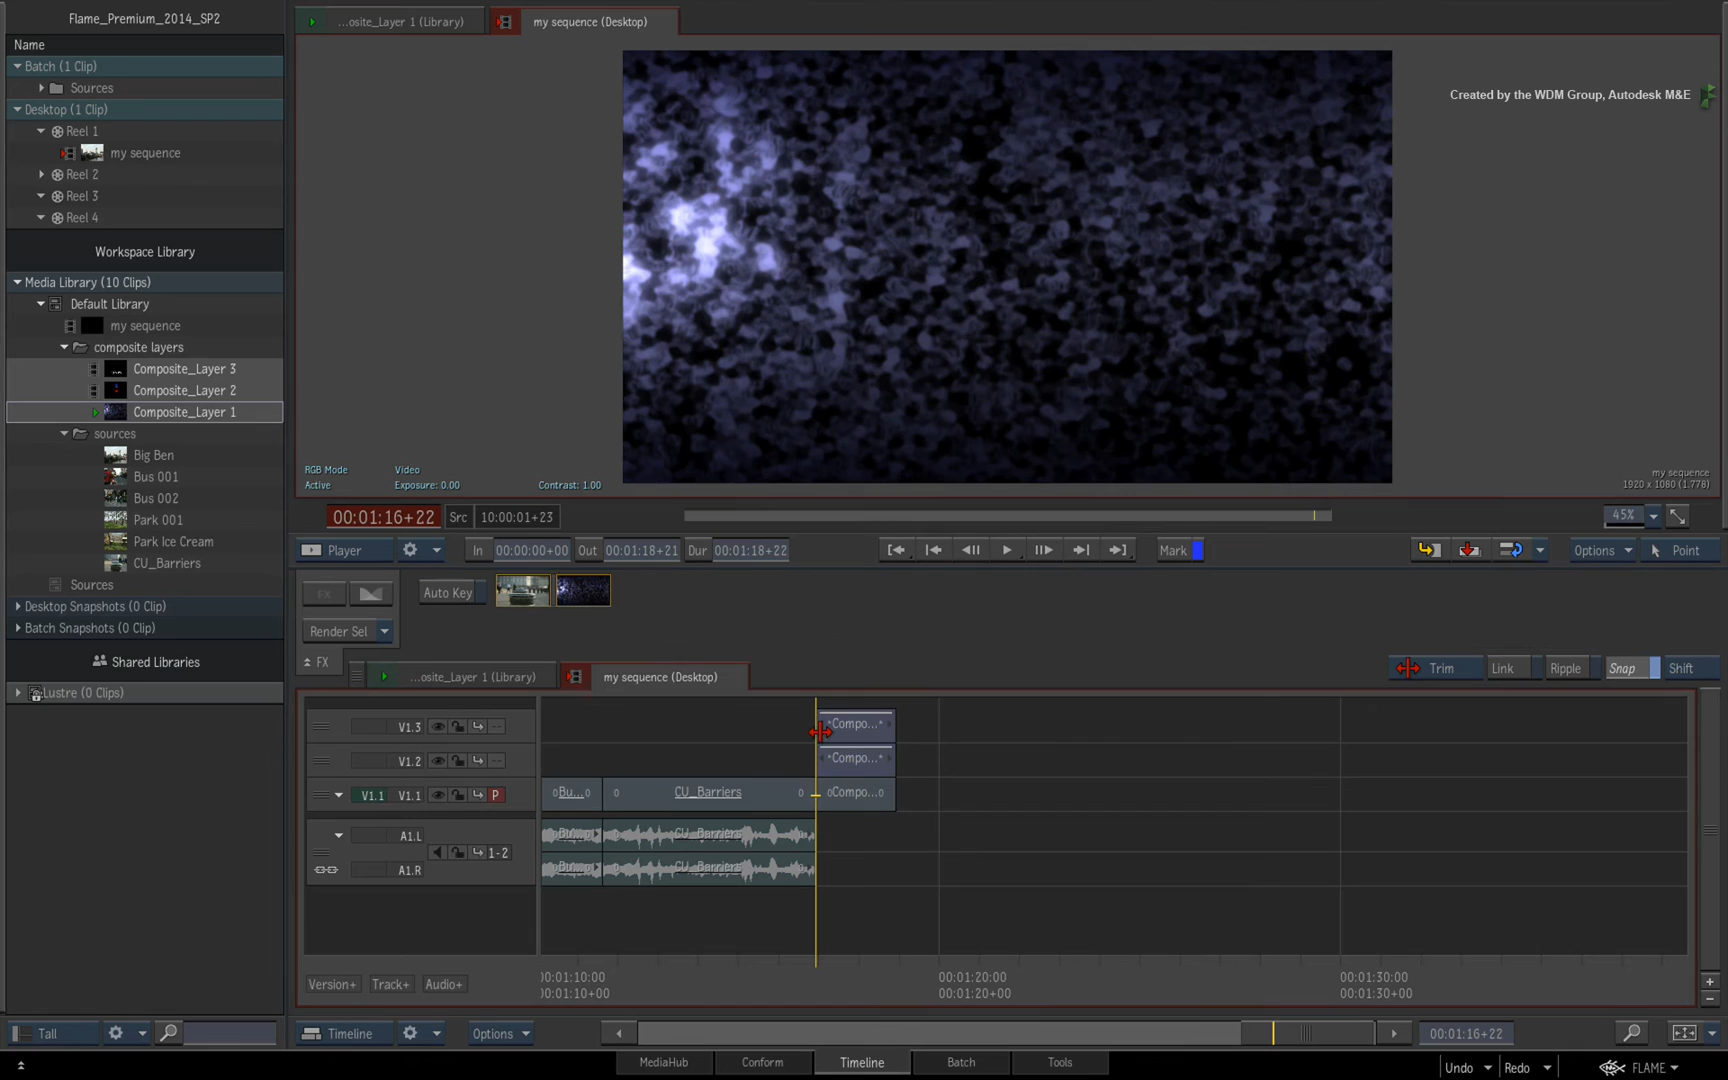 Flame_Premium_2014_SP2
Name
Batch (1 Clip)
Sources
Desktop (1 Clip)
Reel 1
my sequence
Reel 2
Reel 3
Reel 4
Workspace Library
Media Library (10 Clips)
Default Library
my sequence
composite layers
Composite_Layer 3
Composite_Layer 2
Composite_Layer 1
sources
Big Ben
Bus 001
Bus 002
Park 001
Park Ice Cream
CU_Barriers
Sources
Desktop Snapshots (0 Clip)
Batch Snapshots (0 Clip)
Shared Libraries
Lustre (0 Clips)
Tall
...osite_Layer 1 (Library)
my sequence (Desktop)
Created by the WDM Group, Autodesk M&E
RGB Mode Video
Active Exposure: 0.00 Contrast: 1.00
my sequence
1920 x 1080 (1.778)
00:01:16+22 Src 10:00:01+23
45%
Player
In 00:00:00+00 Out 00:01:18+21 Dur 00:01:18+22
Mark
Options
Point
FX
Auto Key
Render Sel
FX
...osite_Layer 1 (Library)
my sequence (Desktop)
Trim Link Ripple Snap Shift
V1.3
*Compo...*
V1.2
*Compo...*
V1.1 V1.1 P
Bu... CU_Barriers Compo...
A1.L
Bu... CU_Barriers
1-2
A1.R
Bu... CU_Barriers
Version+ Track+ Audio+
00:01:10:00 00:01:20:00 00:01:30:00
00:01:10+00 00:01:20+00 00:01:30+00
Timeline
Options
00:01:16+22
MediaHub Conform Timeline Batch Tools
Undo Redo FLAME